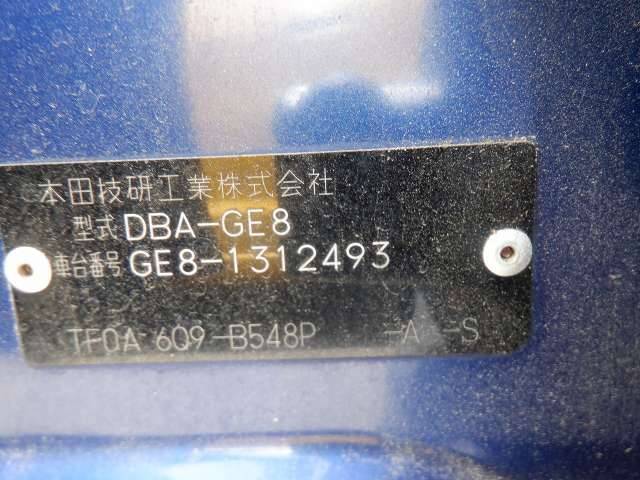 本田技研工業株式会社
型式 DBA-GE8
車台番号 GE8-1312493
TF0A 6Q9-B548P -A -S